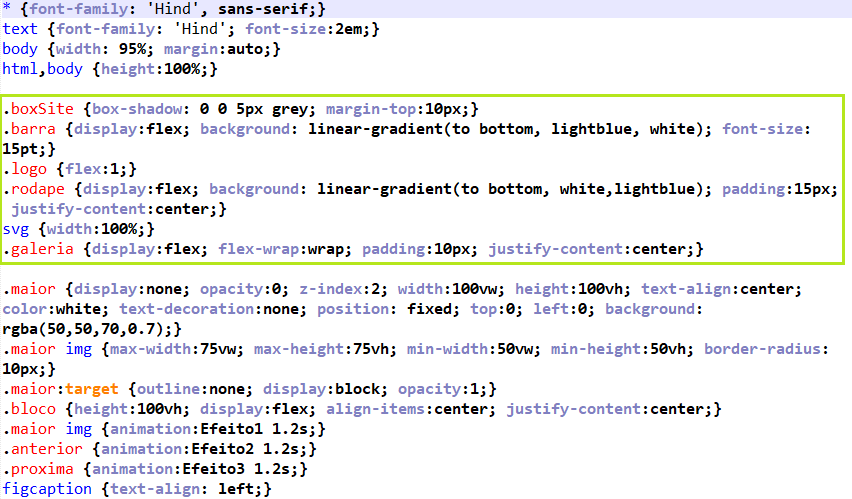 * {font-family: 'Hind', sans-serif;}
text {font-family: 'Hind'; font-size:2em;}
body {width: 95%; margin:auto;}
html,body {height:100%;}
.boxSite {box-shadow: 0 0 5px grey; margin-top:10px;}
.barra {display:flex; background: linear-gradient(to bottom, lightblue, white); font-size:
15pt;}
.logo {flex:1;}
.rodape {display:flex; background: linear-gradient(to bottom, white,lightblue); padding:15px;
justify-content:center;}
svg {width:100%;}
.galeria {display:flex; flex-wrap:wrap; padding:10px; justify-content:center;}
.maior {display:none; opacity:0; z-index:2; width:100vw; height:100vh; text-align:center;
color:white; text-decoration:none; position: fixed; top:0; left:0; background:
rgba(50,50,70,0.7);}
.maior img {max-width:75vw; max-height:75vh; min-width:50vw; min-height:50vh; border-radius:
10px;}
.maior:target {outline:none; display:block; opacity:1;}
.bloco {height:100vh; display:flex; align-items:center; justify-content:center;}
.maior img {animation:Efeito1 1.2s;}
.anterior {animation:Efeito2 1.2s;}
.proxima {animation:Efeito3 1.2s;}
figcaption {text-align: left;}